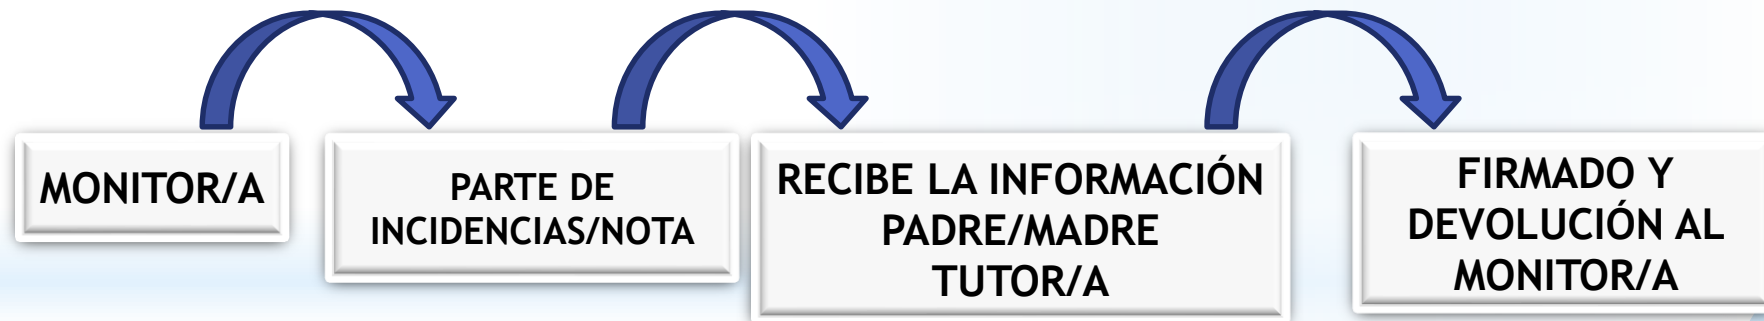 MONITOR/A
PARTE DE
INCIDENCIAS/NOTA
RECIBE LA INFORMACIÓN
PADRE/MADRE
TUTOR/A
FIRMADO Y
DEVOLUCIÓN AL
MONITOR/A